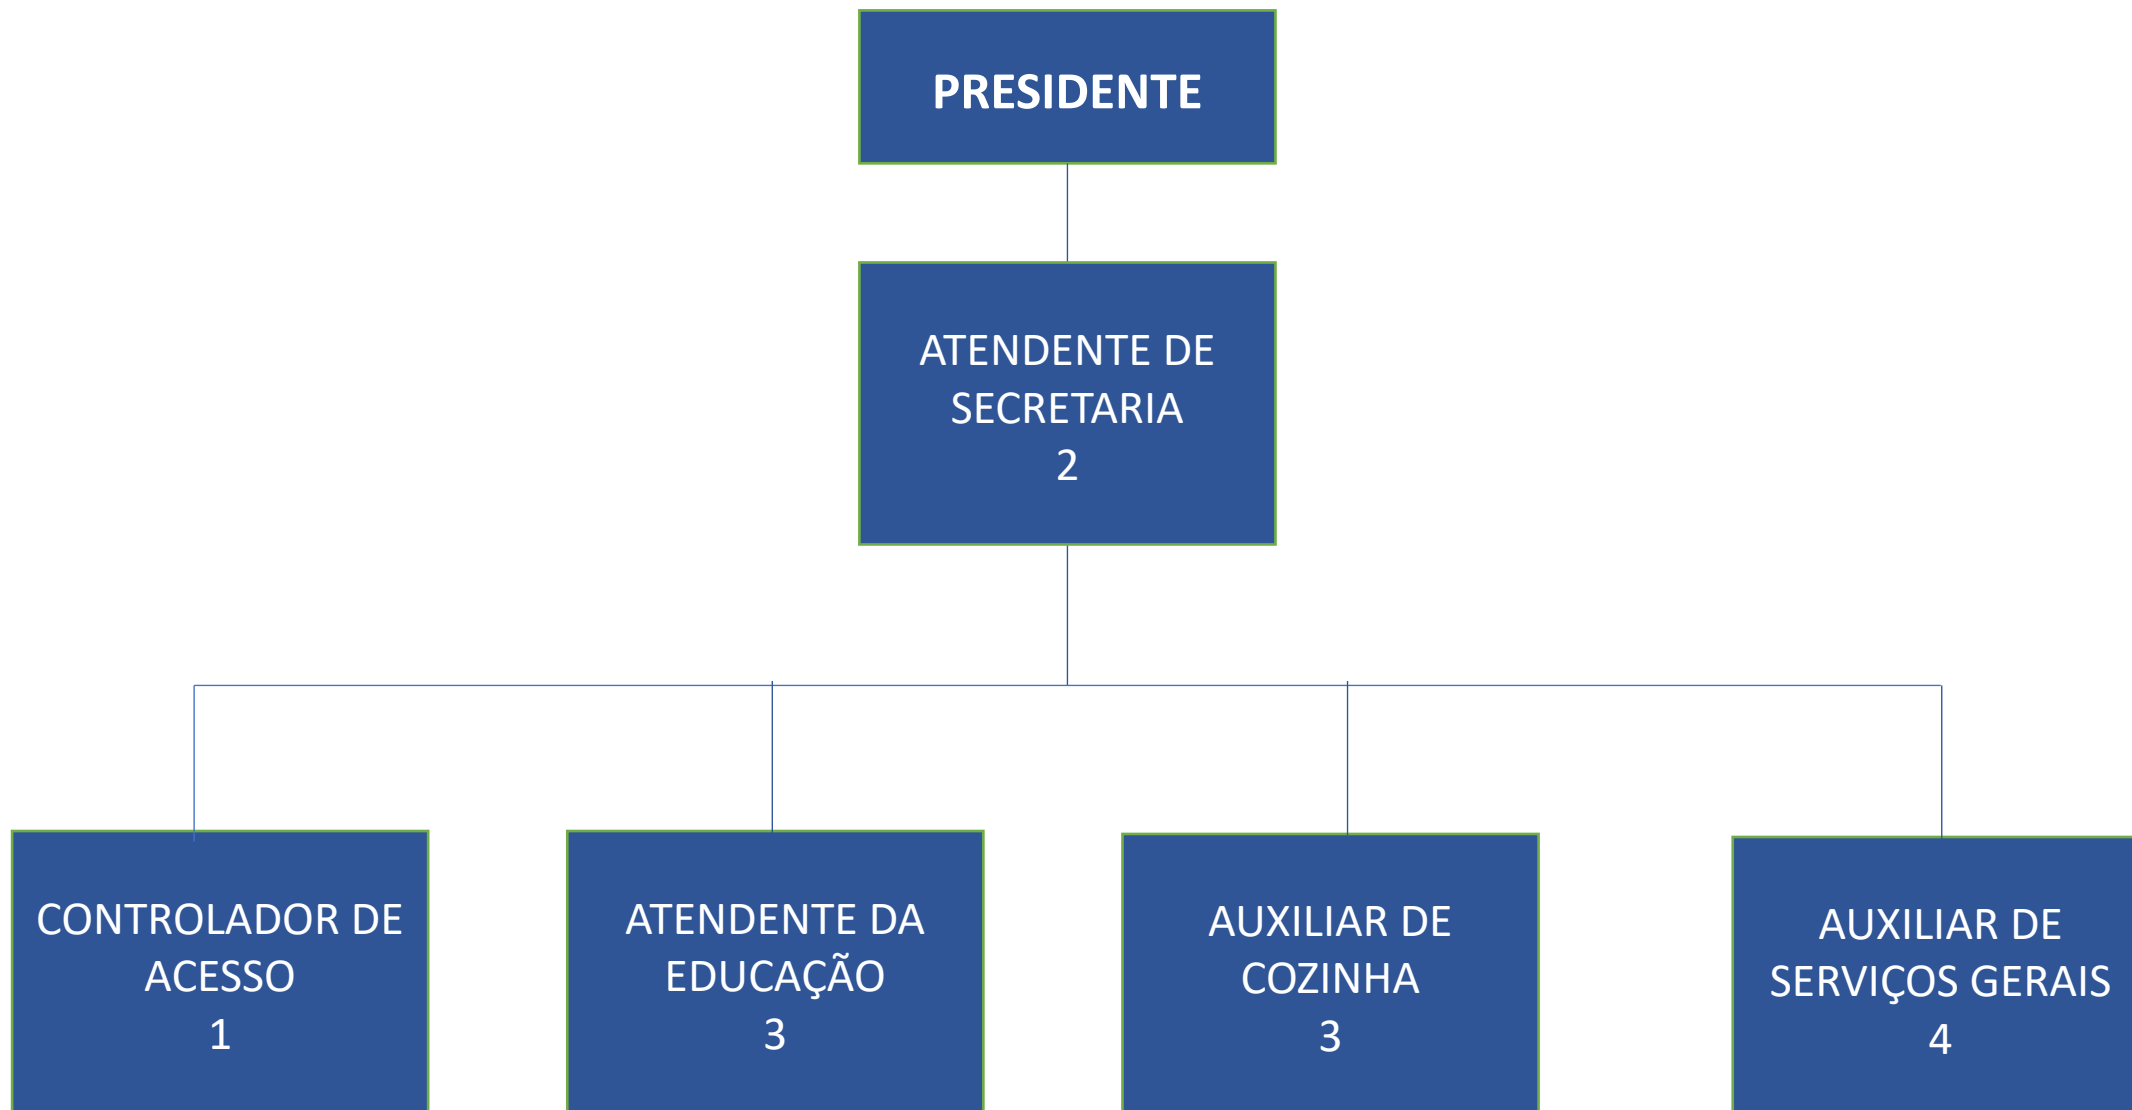 PRESIDENTE
ATENDENTE DE
SECRETARIA
2
CONTROLADOR DE
ACESSO
1
ATENDENTE DA
EDUCAÇÃO
3
AUXILIAR DE
COZINHA
3
AUXILIAR DE
SERVIÇOS GERAIS
4